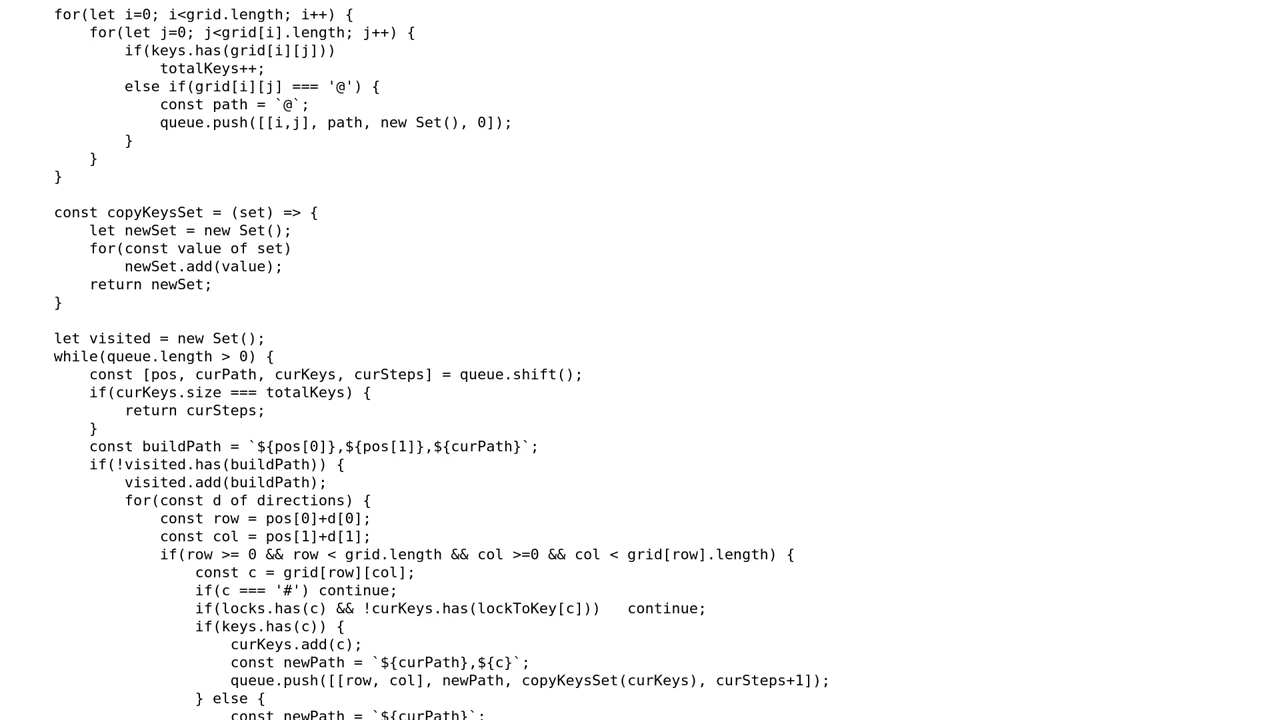 for(let i=0; i<grid.length; i++) {
for(let j=0; j<grid[i].length; j++) {
if(keys.has(grid[i][j]))
totalKeys++;
else if(grid[i][j] === '@') {
const path = `@`;
queue.push([[i,j], path, new Set(), 0]);
}
}
}
const copyKeysSet = (set) => {
let newSet = new Set();
for(const value of set)
newSet.add(value);
return newSet;
}
let visited = new Set();
while(queue.length > 0) {
const [pos, curPath, curKeys, curSteps] = queue.shift();
if(curKeys.size === totalKeys) {
return curSteps;
}
const buildPath = `${pos[0]},${pos[1]},${curPath}`;
if(!visited.has(buildPath)) {
visited.add(buildPath);
for(const d of directions) {
const row = pos[0]+d[0];
const col = pos[1]+d[1];
if(row >= 0 && row < grid.length && col >=0 && col < grid[row].length) {
const c = grid[row][col];
if(c === '#') continue;
if(locks.has(c) && !curKeys.has(lockToKey[c]))   continue;
if(keys.has(c)) {
curKeys.add(c);
const newPath = `${curPath},${c}`;
queue.push([[row, col], newPath, copyKeysSet(curKeys), curSteps+1]);
} else {
const newPath = `${curPath}`;